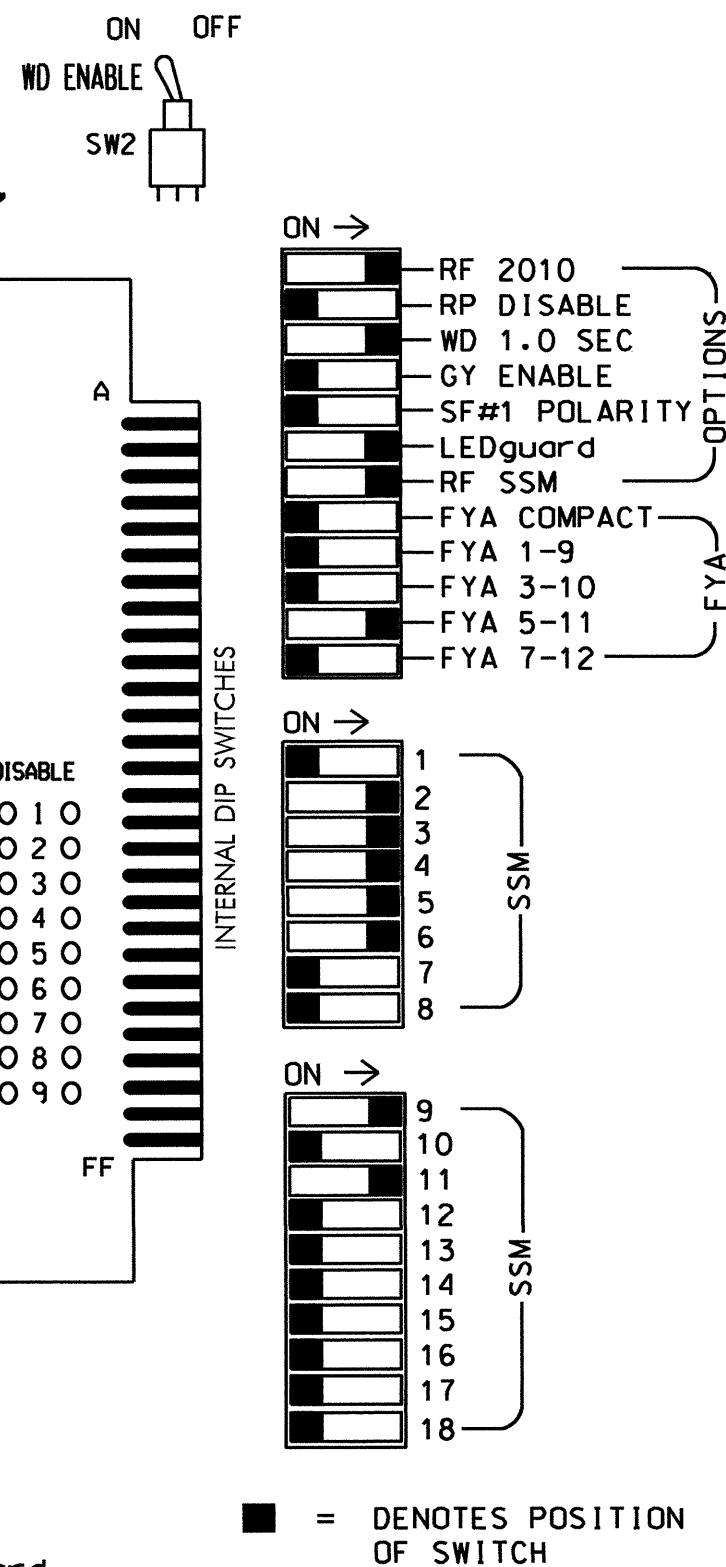 ON OFF
WD ENABLE
SW2
ON →
RF 2010
RP DISABLE
WD 1.0 SEC
GY ENABLE
SF#1 POLARITY
LEDguard
RF SSM
OPTIONS
FYA COMPACT
FYA 1-9
FYA 3-10
FYA 5-11
FYA 7-12
FYA
A
FF
INTERNAL DIP SWITCHES
DISABLE
1
2
3
4
5
6
7
8
9
ON →
1
2
3
4
5
6
7
8
SSM
ON →
9
10
11
12
13
14
15
16
17
18
SSM
= DENOTES POSITION
OF SWITCH